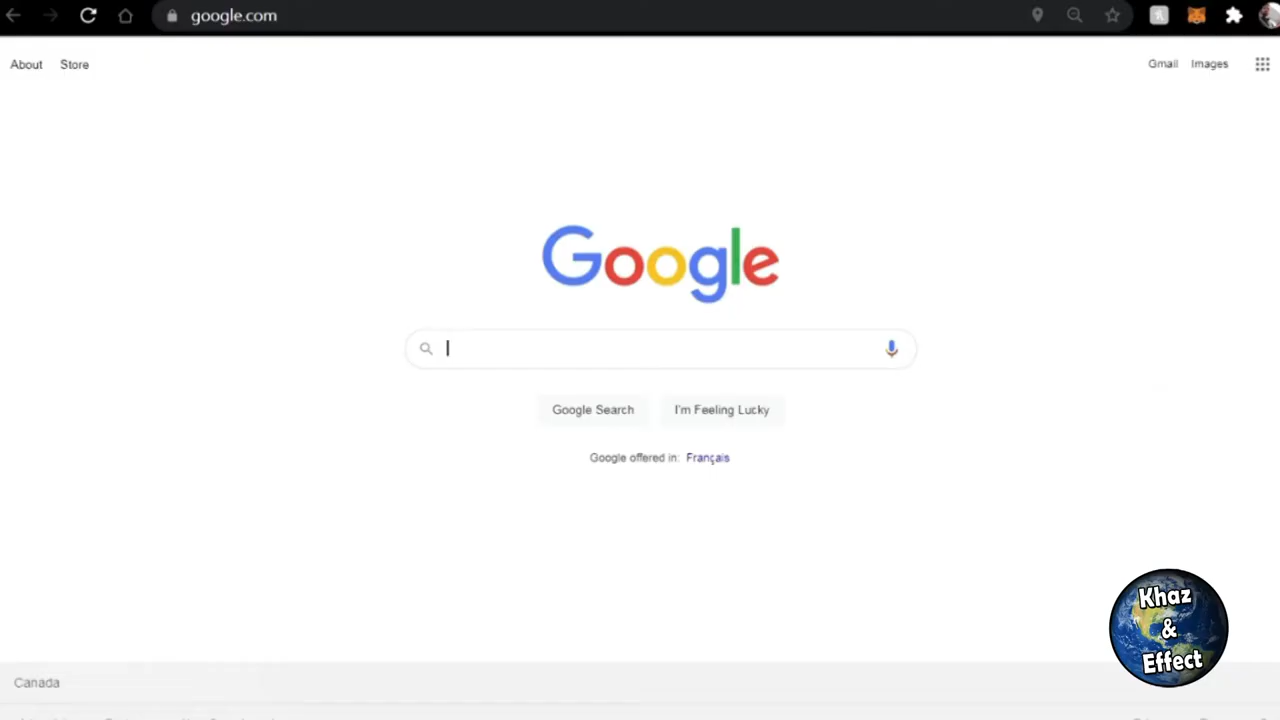 google.com
About Store
Gmail Images
Google
Google Search
I'm Feeling Lucky
Google offered in: Français
Khaz
&
Effect
Canada